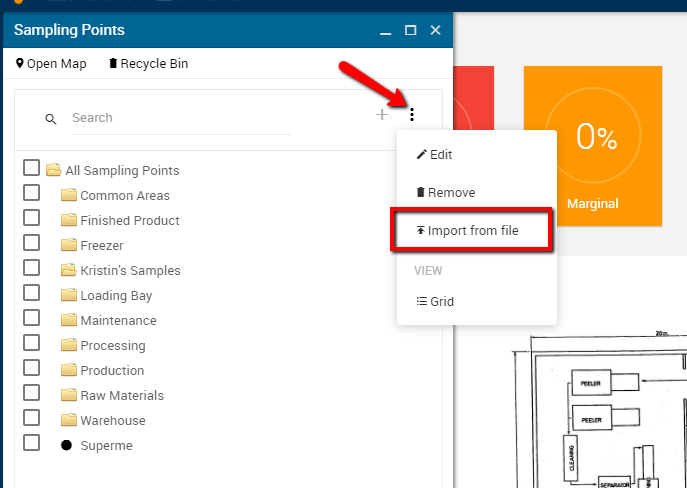 Sampling Points
Open Map Recycle Bin
Search
All Sampling Points
Common Areas
Finished Product
Freezer
Kristin's Samples
Loading Bay
Maintenance
Processing
Production
Raw Materials
Warehouse
Superme
Edit
Remove
Import from file
VIEW
Grid
0%
Marginal
20m.
PEELER
PEELER
CLEANING
SEPARATOR